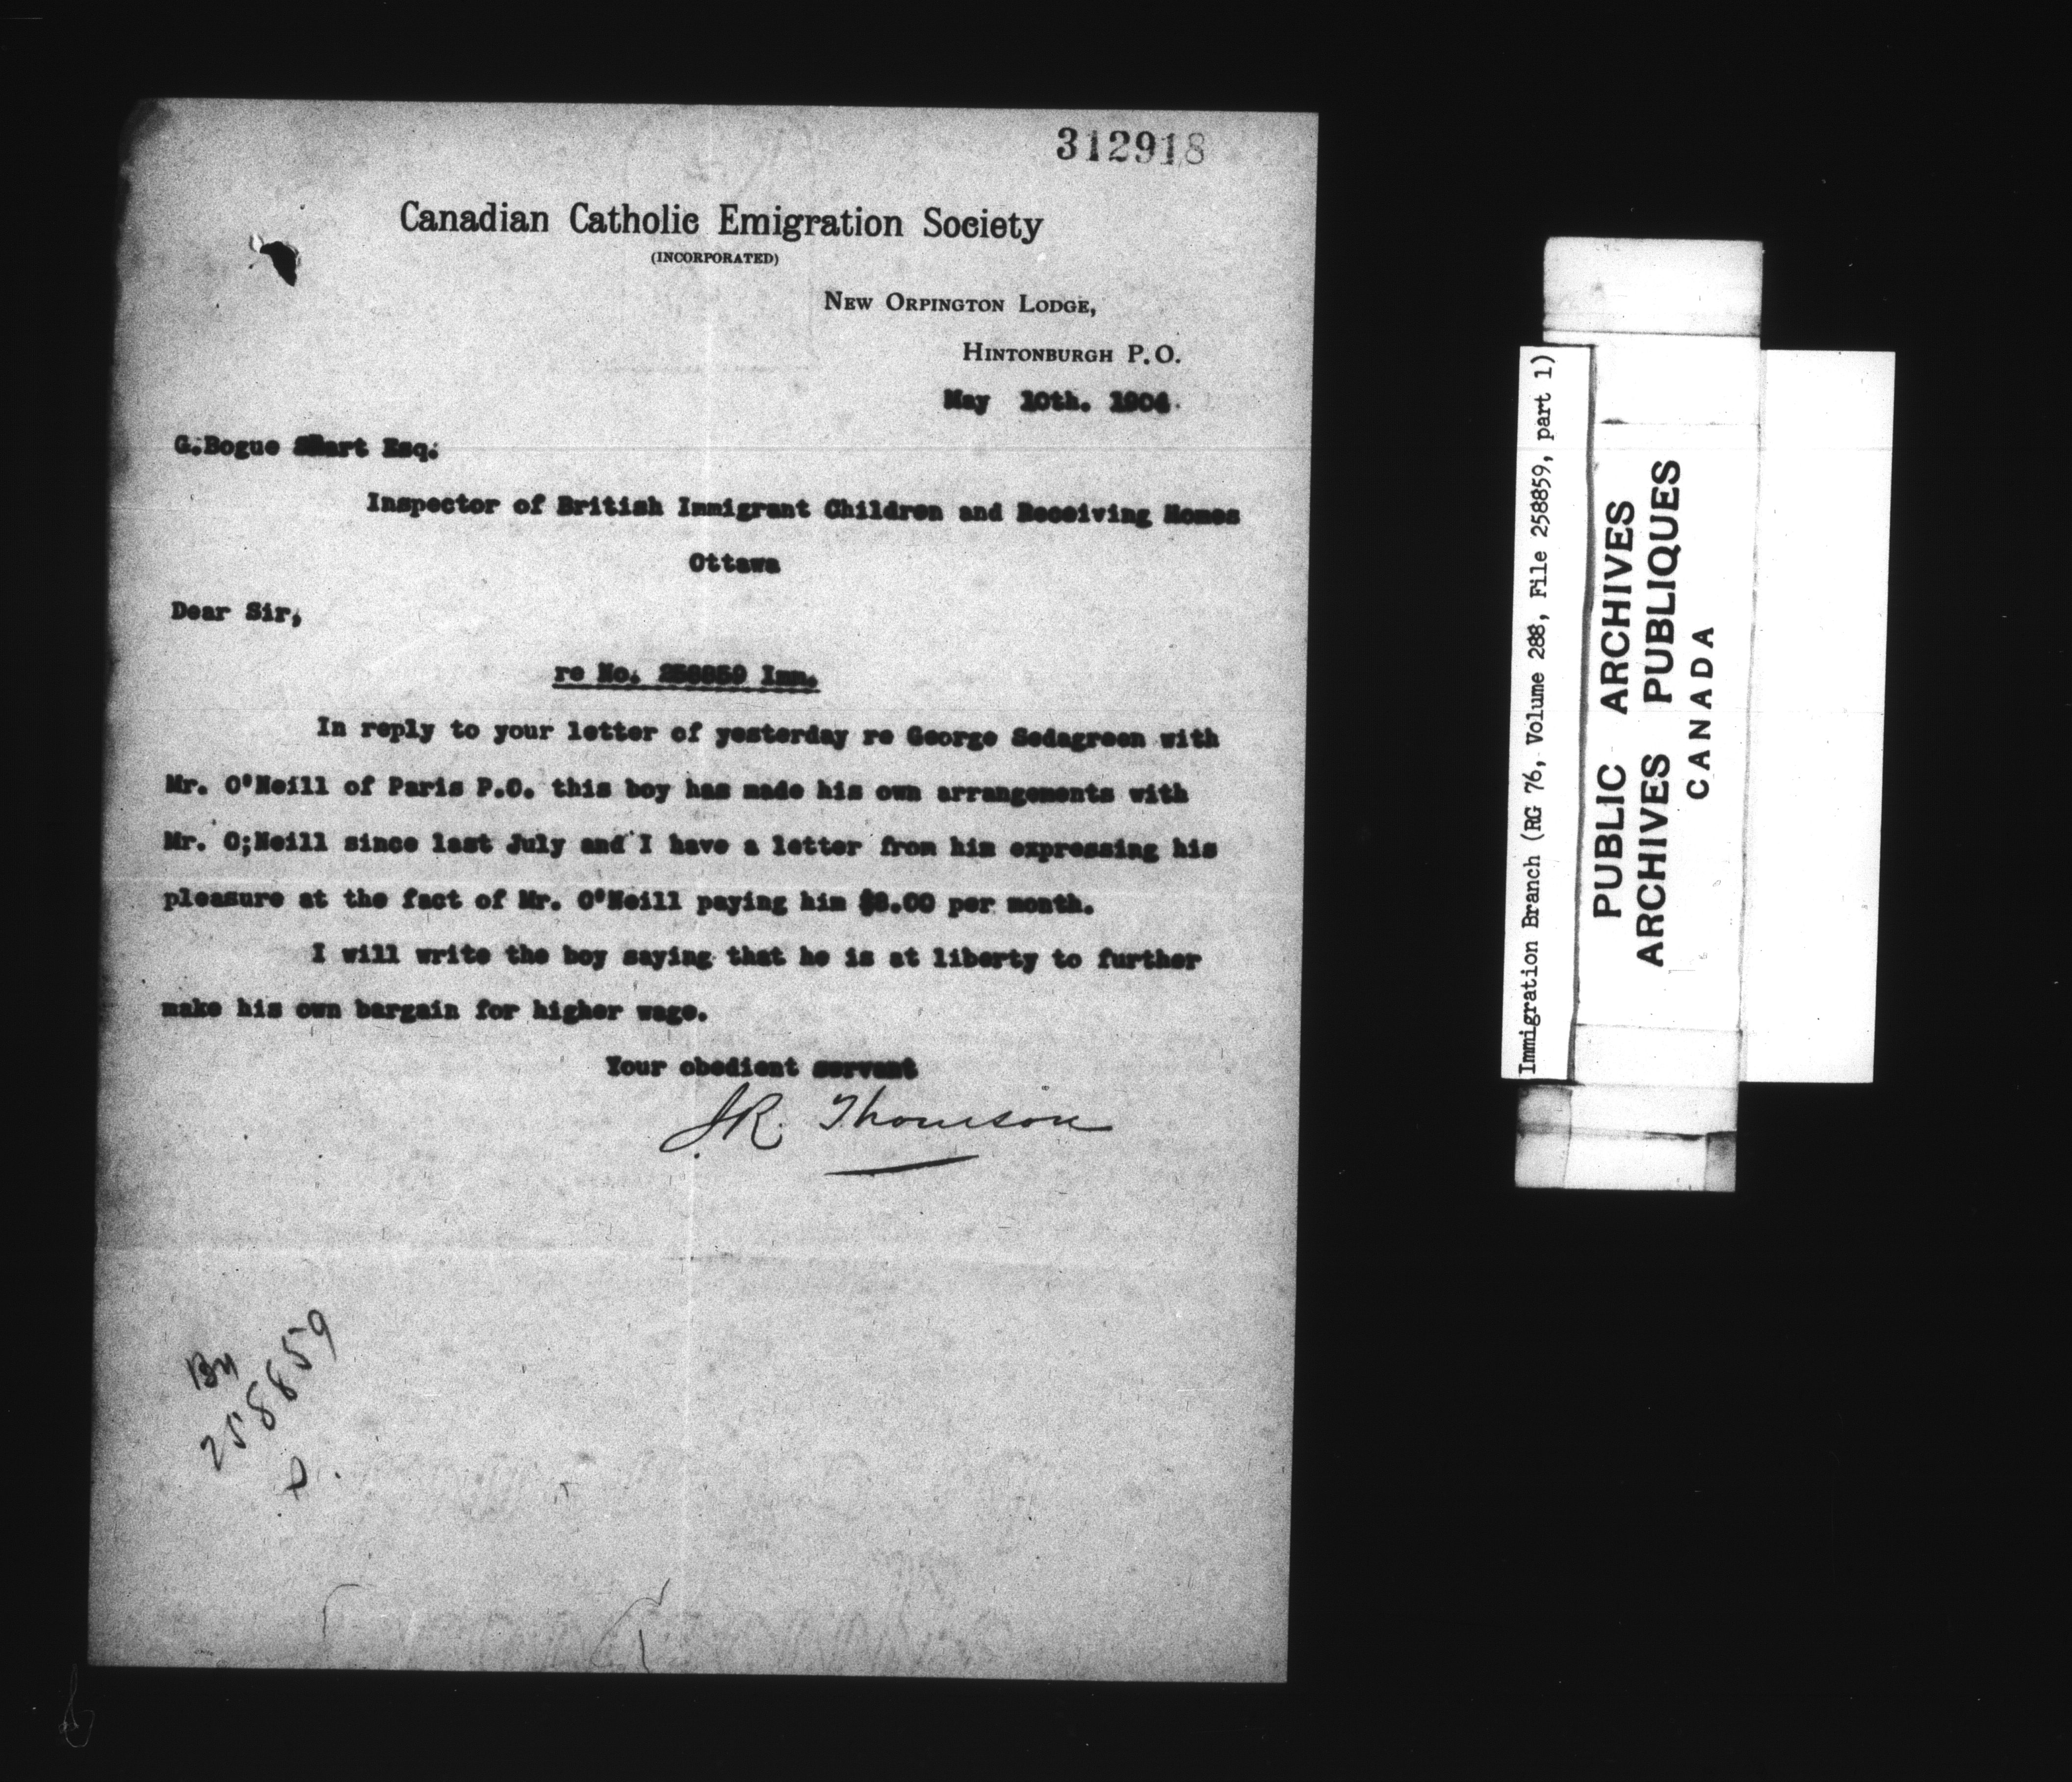 312918
Canadian Catholic Emigration Society
(INCORPORATED)
NEW ORPINGTON LODGE,
HINTONBURGH P.O.
May 10th. 1904.
G.Bogue Smart Esq:
Inspector of British Immigrant Children and Receiving Homes
Ottawa
Dear Sir,
re No. 258859 Imm.
In reply to your letter of yesterday re George Sedagreen with
Mr. O'Neill of Paris P.O. this boy has made his own arrangements with
Mr. O;Neill since last July and I have a letter from him expressing his
pleasure at the fact of Mr. O'Neill paying him $8.00 per month.
I will write the boy saying that he is at liberty to further
make his own bargain for higher wage.
Your obedient servant
J.R. Thomson
258859
Immigration Branch (RG 76, Volume 288, File 258859, part 1)
PUBLIC ARCHIVES
ARCHIVES PUBLIQUES
CANADA